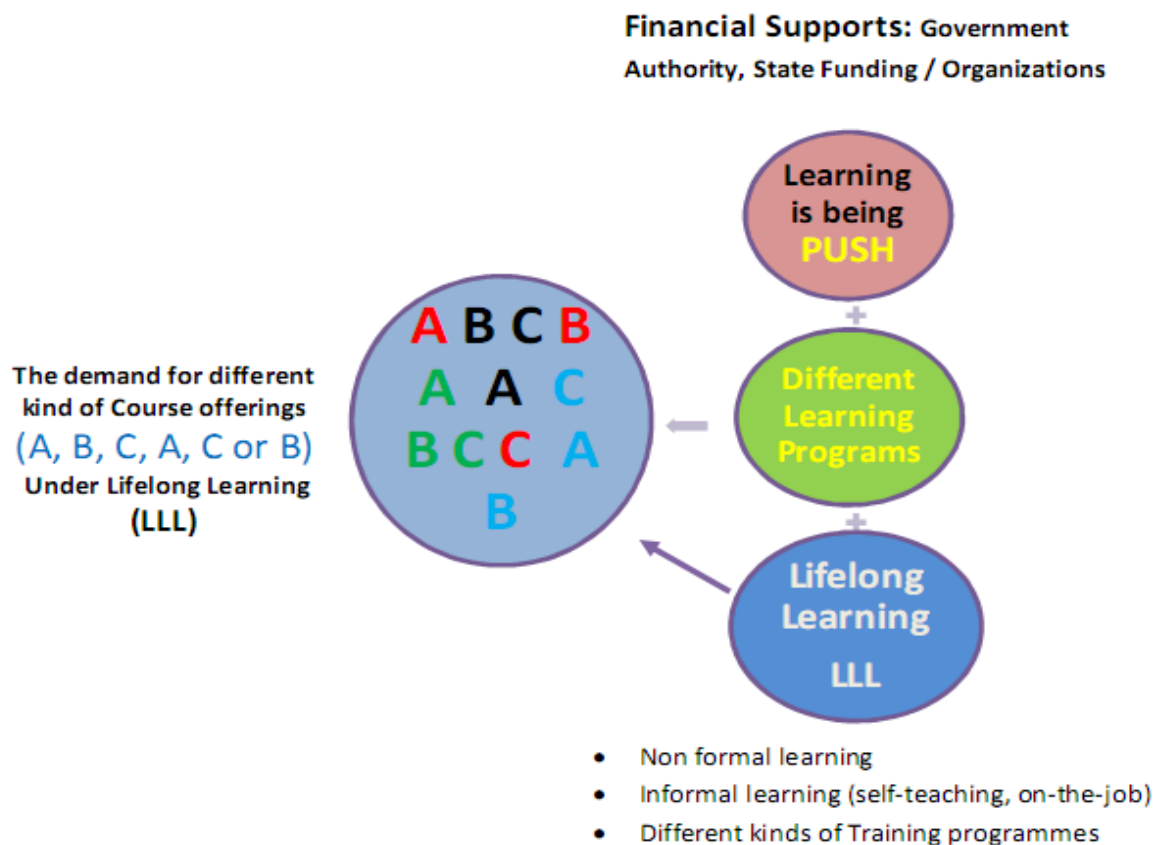 Financial Supports: Government
Authority, State Funding / Organizations
Learning
is being
PUSH
A B C B
A A C
B C C A
B
The demand for different
kind of Course offerings
(A, B, C, A, C or B)
Under Lifelong Learning
(LLL)
Different
Learning
Programs
Lifelong
Learning
LLL
• Non formal learning
• Informal learning (self-teaching, on-the-job)
• Different kinds of Training programmes